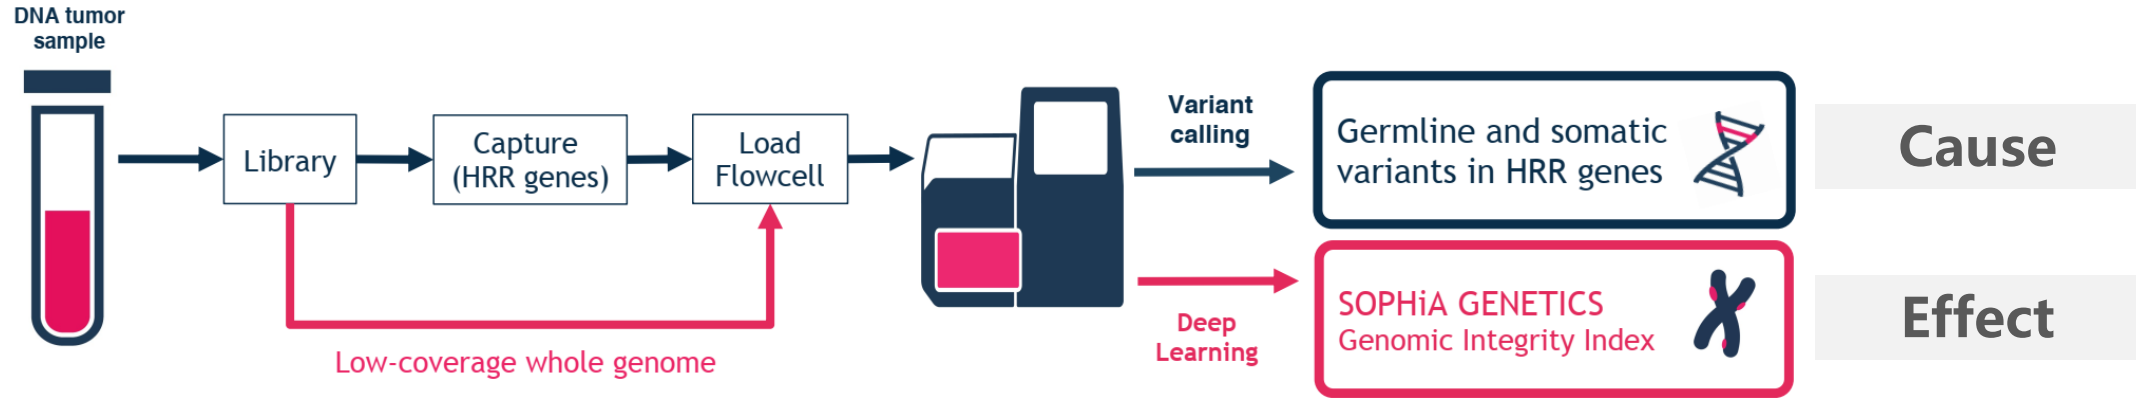 DNA tumor
sample
Library
Capture
(HRR genes)
Load
Flowcell
Low-coverage whole genome
Variant
calling
Deep
Learning
Germline and somatic
variants in HRR genes
SOPHiA GENETICS
Genomic Integrity Index
Cause
Effect